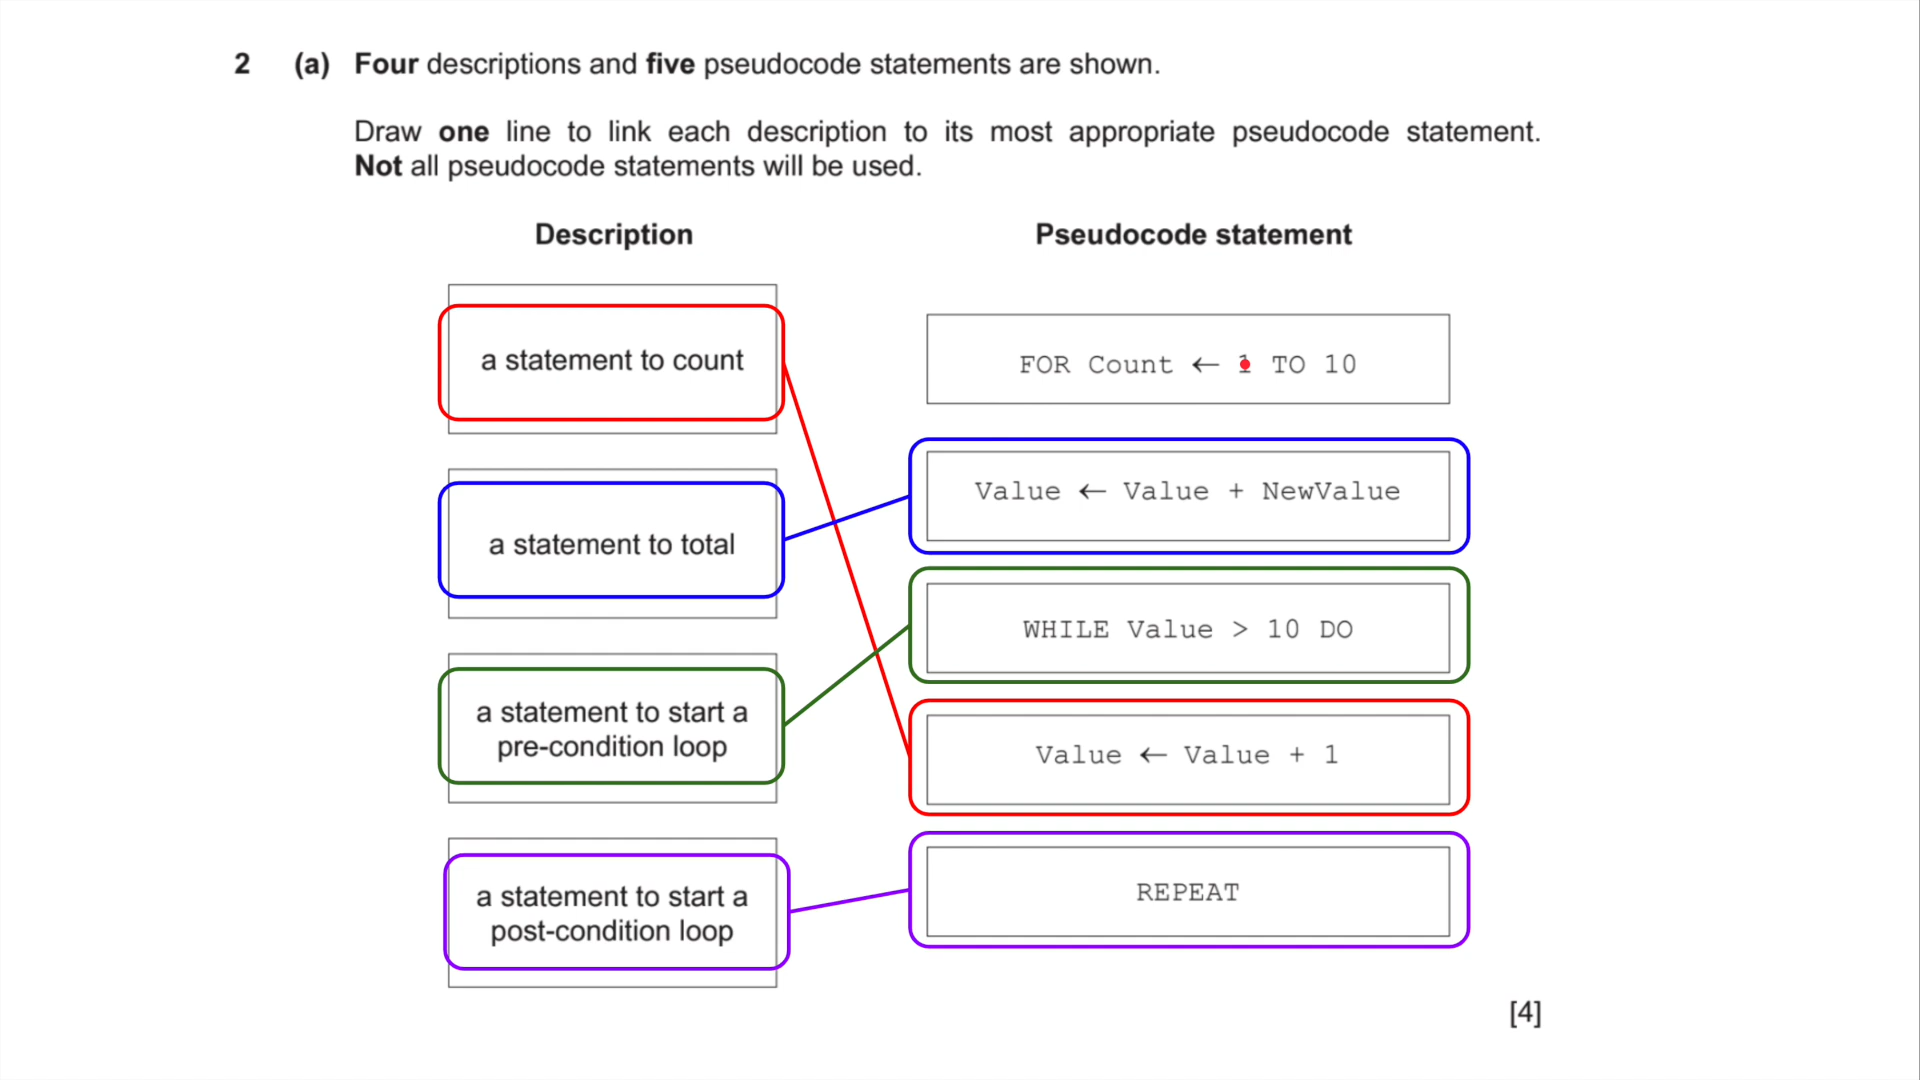 2 (a) Four descriptions and five pseudocode statements are shown.
Draw one line to link each description to its most appropriate pseudocode statement.
Not all pseudocode statements will be used.
Description
Pseudocode statement
a statement to count
FOR Count ← 1 TO 10
a statement to total
Value ← Value + NewValue
a statement to start a
pre-condition loop
WHILE Value > 10 DO
Value ← Value + 1
a statement to start a
post-condition loop
REPEAT
[4]